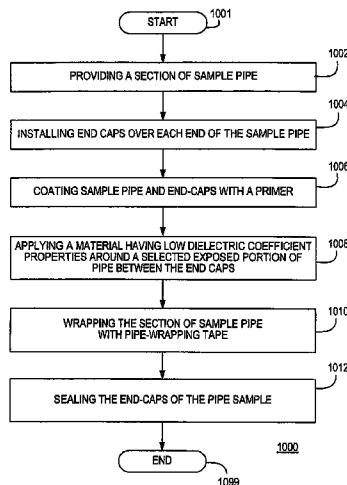 START
1001
1002
PROVIDING A SECTION OF SAMPLE PIPE
1004
INSTALLING END CAPS OVER EACH END OF THE SAMPLE PIPE
1006
COATING SAMPLE PIPE AND END-CAPS WITH A PRIMER
1008
APPLYING A MATERIAL HAVING LOW DIELECTRIC COEFFICIENT
PROPERTIES AROUND A SELECTED EXPOSED PORTION OF
PIPE BETWEEN THE END CAPS
1010
WRAPPING THE SECTION OF SAMPLE PIPE
WITH PIPE-WRAPPING TAPE
1012
SEALING THE END-CAPS OF THE PIPE SAMPLE
1000
END
1099